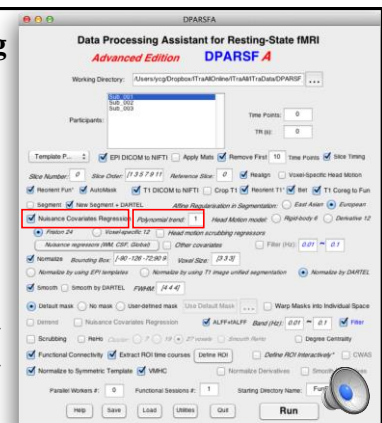 g
DPARSFA
Data Processing Assistant for Resting-State fMRI
Advanced Edition DPARSF A
Working Directory: /Users/ycg/Dropbox/ITraAllOnline/ITraAll/ITraData/DPARSF ...
Participants:
Sub_001
Sub_002
Sub_003
Time Points: 0
TR (s): 0
Template P... EPI DICOM to NIFTI Apply Mats Remove First 10 Time Points Slice Timing
Slice Number: 0 Slice Order: [1 3 5 7 9 11 Reference Slice: 0 Realign Voxel-Specific Head Motion
Reorient Fun* AutoMask T1 DICOM to NIFTI Crop T1 Reorient T1* Bet T1 Coreg to Fun
Segment New Segment + DARTEL Affine Regularisation in Segmentation: East Asian European
Nuisance Covariates Regression Polynomial trend: 1 Head Motion model: Rigid-body 6 Derivative 12
Friston 24 Voxel-specific 12 Head motion scrubbing regressors
Nuisance regressors (WM, CSF, Global) Other covariates Filter (Hz): 0.01 ~ 0.1
Normalize Bounding Box: [-90 -126 -72;90 9 Voxel Size: [3 3 3]
Normalize by using EPI templates Normalize by using T1 image unified segmentation Normalize by DARTEL
Smooth Smooth by DARTEL FWHM: [4 4 4]
Default mask No mask User-defined mask Use Default Mask ... Warp Masks into Individual Space
Detrend Nuisance Covariates Regression ALFF+fALFF Band (Hz): 0.01 ~ 0.1 Filter
Scrubbing ReHo Cluster: 7 19 27 voxels Smooth ReHo Degree Centrality
Functional Connectivity Extract ROI time courses Define ROI Define ROI Interactively* CWAS
Normalize to Symmetric Template VMHC Normalize Derivatives Smooth
Parallel Workers #: 0 Functional Sessions #: 1 Starting Directory Name:
Help Save Load Utilities Quit Run